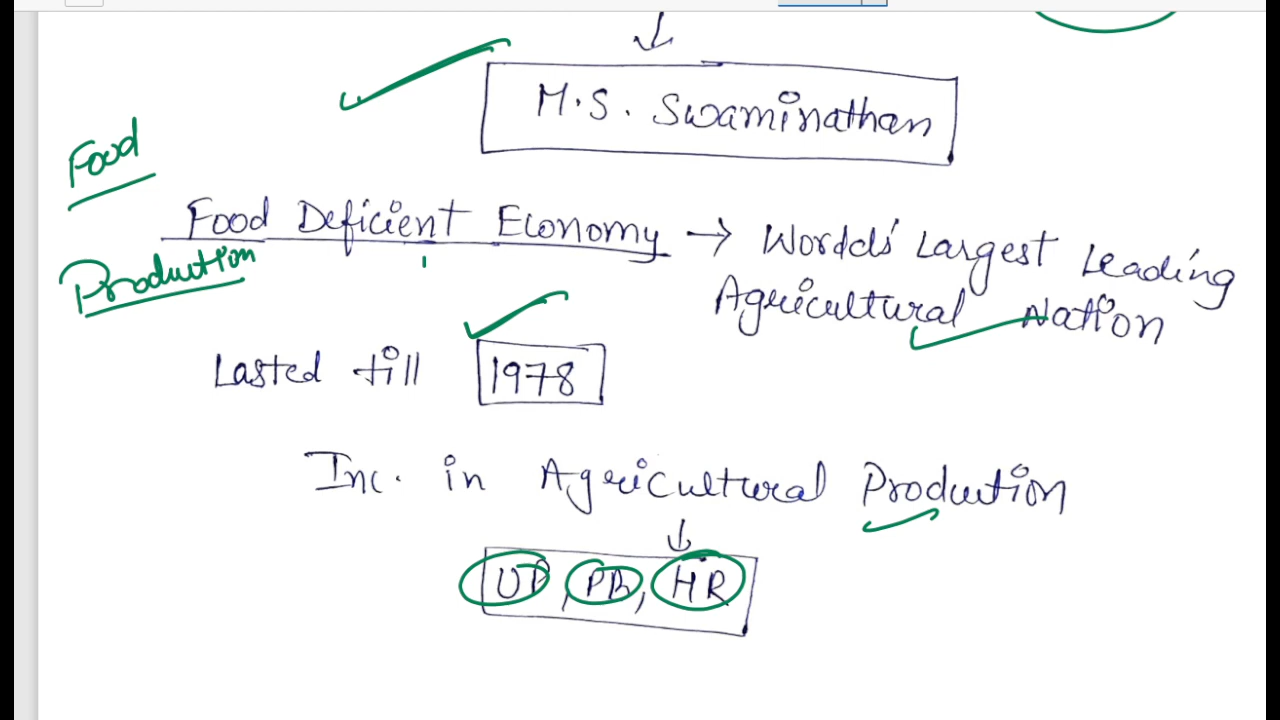 M.S. Swaminathan
Food
Food Deficient Economy → Worlds' Largest Leading
Production
Agricultural Nation
Lasted till 1978
Inc. in Agricultural Production
UP, PB, HR